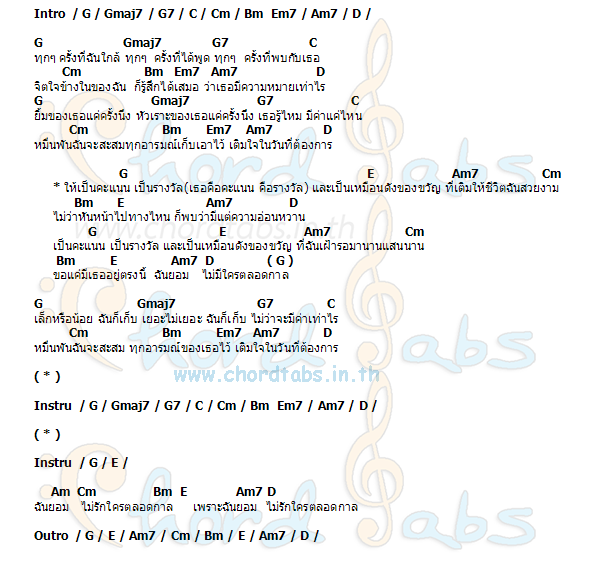 Intro / G / Gmaj7 / G7 / C / Cm / Bm Em7 / Am7 / D /
G Gmaj7 G7 C
ทุกๆ ครั้งที่ฉันใกล้ ทุกๆ ครั้งที่ได้พูด ทุกๆ ครั้งที่พบกับเธอ
Cm Bm Em7 Am7 D
จิตใจข้างในของฉัน ก็รู้สึกได้เสมอ ว่าเธอมีความหมายเท่าไร
G Gmaj7 G7 C
ยิ้มของเธอแค่ครั้งนึง หัวเราะของเธอแค่ครั้งนึง เธอรู้ไหม มีค่าแค่ไหน
Cm Bm Em7 Am7 D
หมื่นพันฉันจะสะสมทุกอารมณ์เก็บเอาไว้ เติมใจในวันที่ต้องการ
G E Am7 Cm
* ให้เป็นคะแนน เป็นรางวัล(เธอคือคะแนน คือรางวัล) และเป็นเหมือนดังของขวัญ ที่เติมให้ชีวิตฉันสวยงาม
Bm E Am7 D
ไม่ว่าหันหน้าไปทางไหน ก็พบว่ามีแต่ความอ่อนหวาน
G E Am7 Cm
เป็นคะแนน เป็นรางวัล และเป็นเหมือนดังของขวัญ ที่ฉันเฝ้ารอมานานแสนนาน
Bm E Am7 D ( G )
ขอแค่มีเธออยู่ตรงนี้ ฉันยอม ไม่มีใครตลอดกาล
G Gmaj7 G7 C
เล็กหรือน้อย ฉันก็เก็บ เยอะไม่เยอะ ฉันก็เก็บ ไม่ว่าจะมีค่าเท่าไร
Cm Bm Em7 Am7 D
หมื่นพันฉันจะสะสม ทุกอารมณ์ของเธอไว้ เติมใจในวันที่ต้องการ
www.chordtabs.in.th
( * )
Instru / G / Gmaj7 / G7 / C / Cm / Bm Em7 / Am7 / D /
( * )
Instru / G / E /
Am Cm Bm E Am7 D
ฉันยอม ไม่รักใครตลอดกาล เพราะฉันยอม ไม่รักใครตลอดกาล
Outro / G / E / Am7 / Cm / Bm / E / Am7 / D /